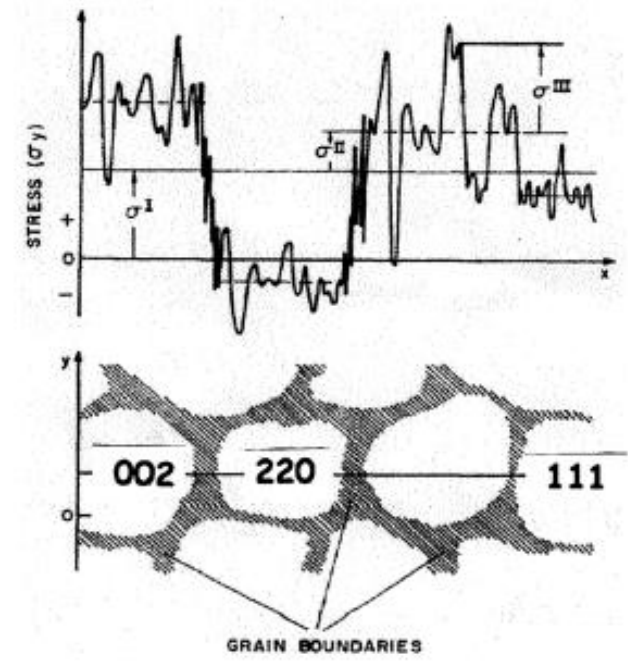 STRESS (σy)
+
0
−
σI
σII
σIII
x
y
0
002
220
111
GRAIN BOUNDARIES